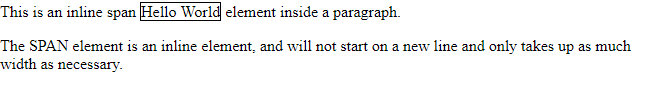 This is an inline span Hello World element inside a paragraph.
The SPAN element is an inline element, and will not start on a new line and only takes up as much
width as necessary.